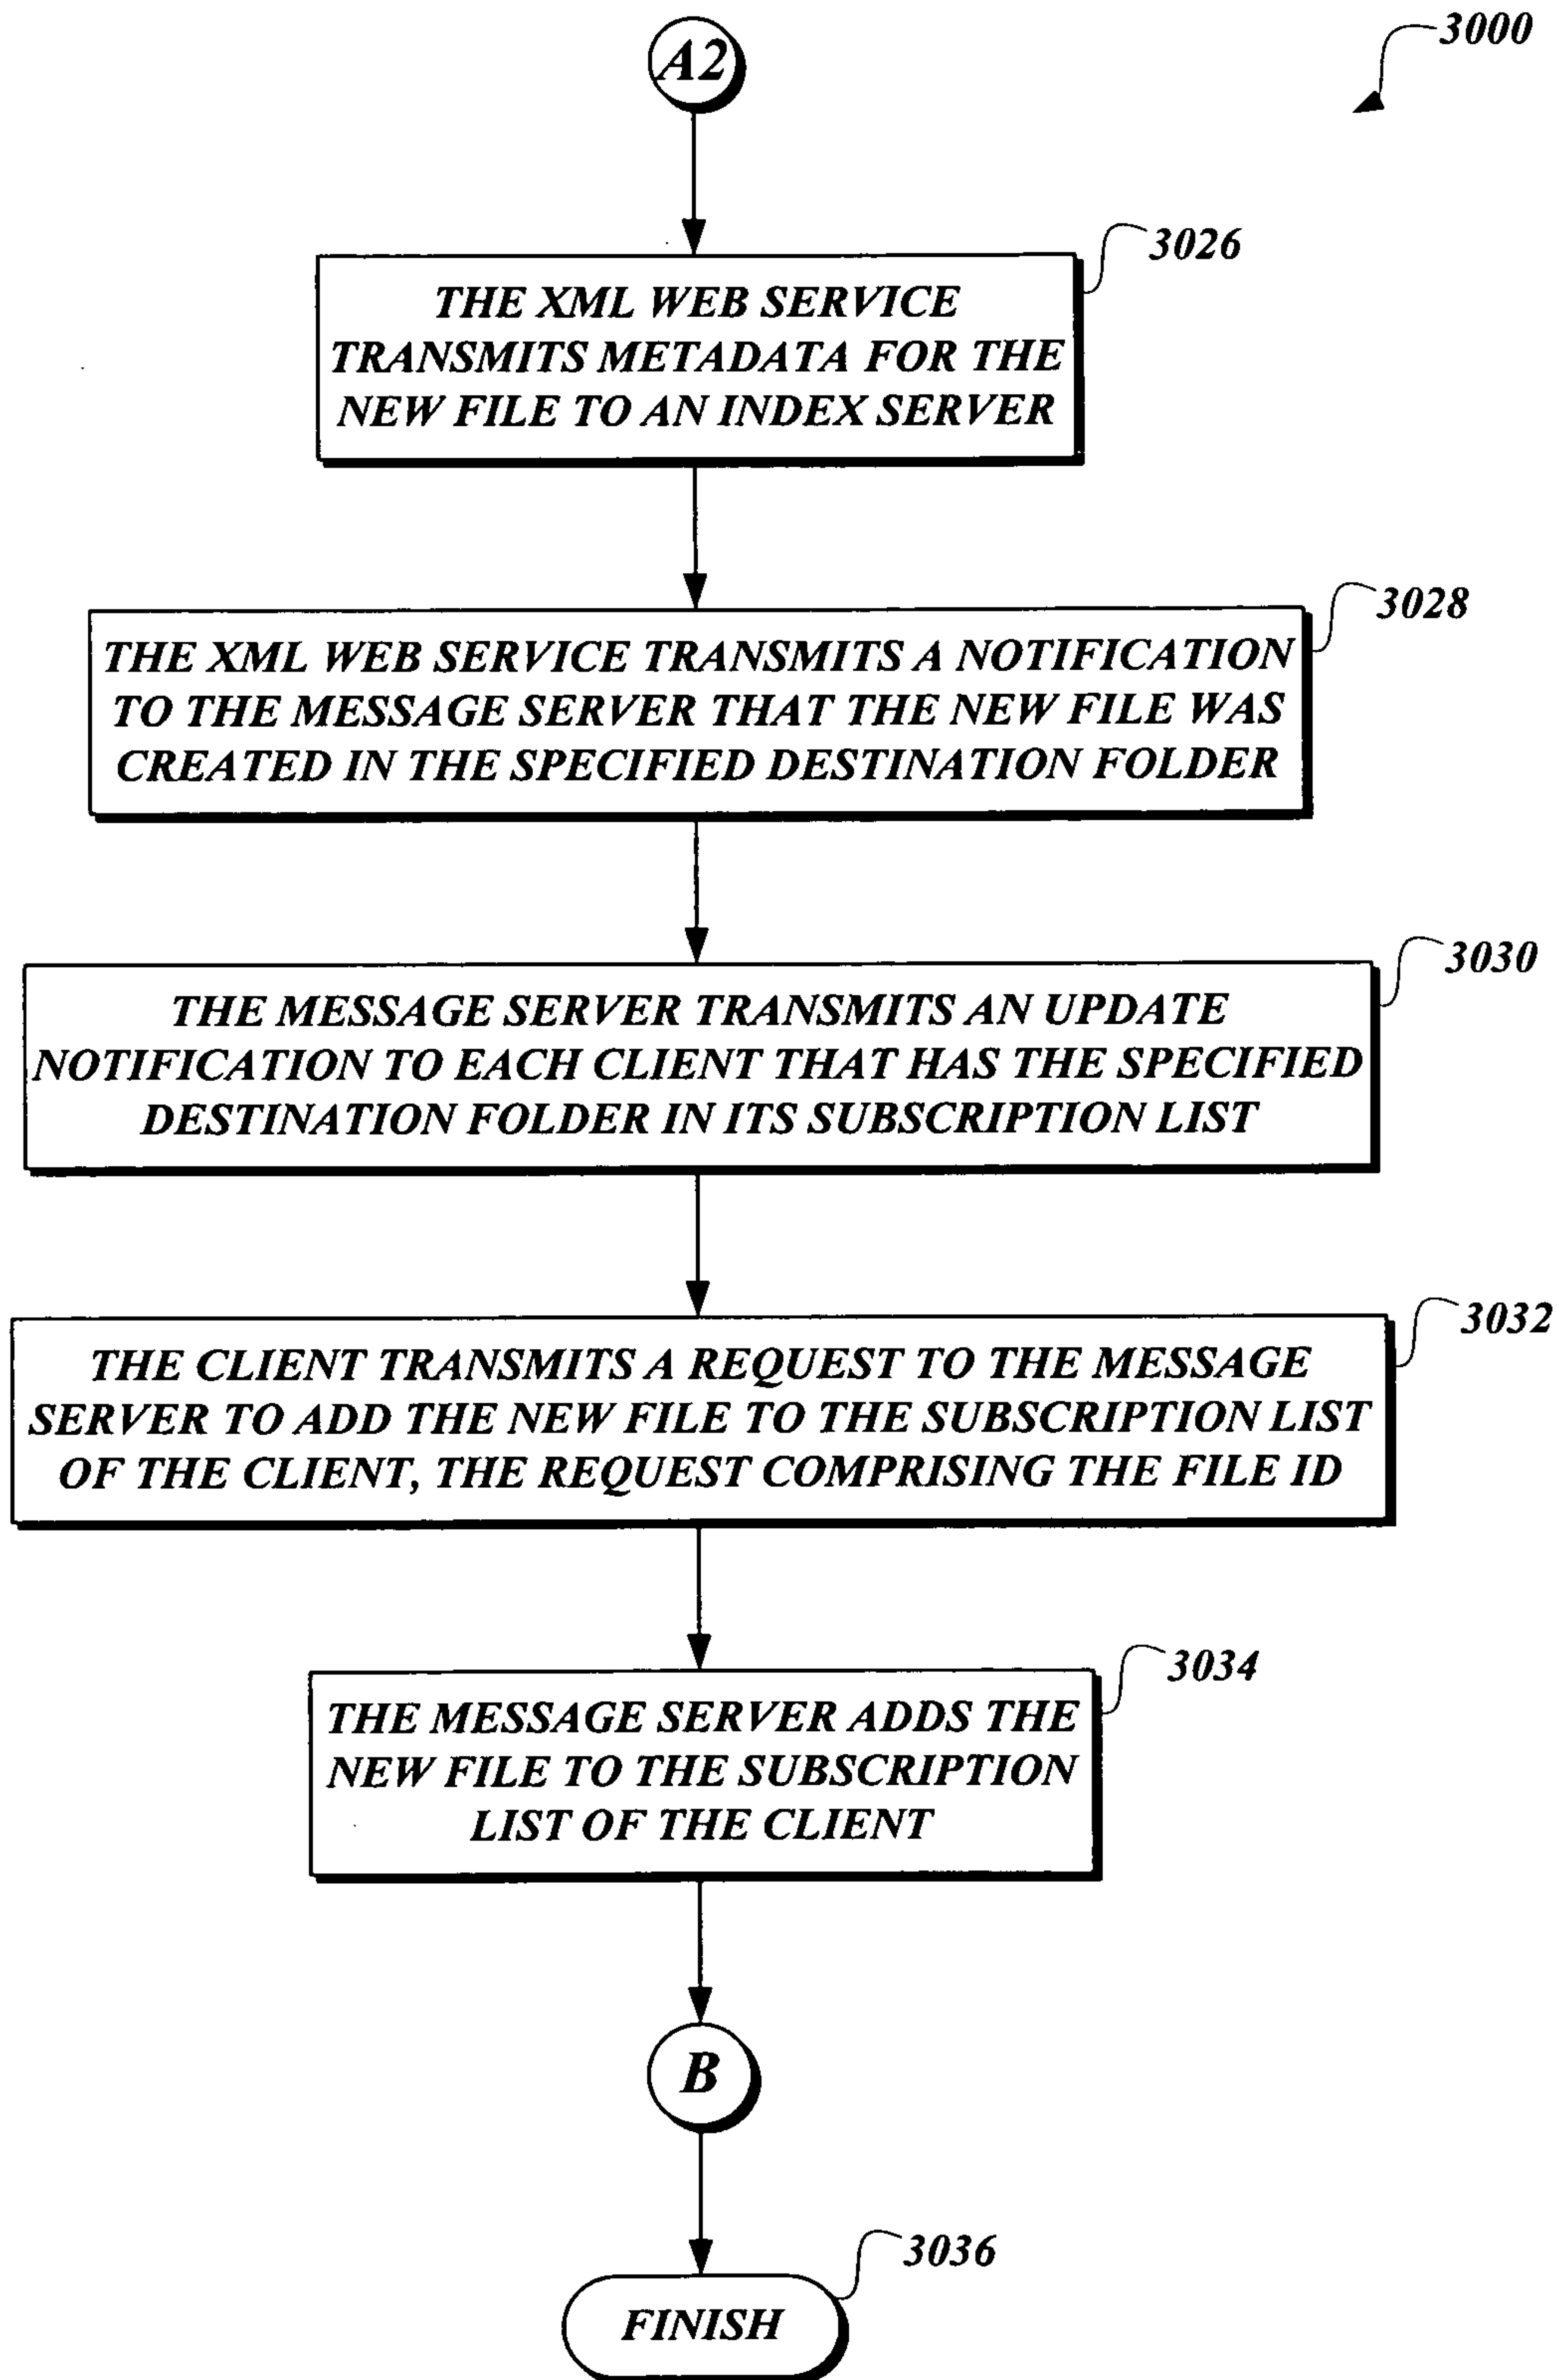 A2
3000
3026
THE XML WEB SERVICE
TRANSMITS METADATA FOR THE
NEW FILE TO AN INDEX SERVER
3028
THE XML WEB SERVICE TRANSMITS A NOTIFICATION
TO THE MESSAGE SERVER THAT THE NEW FILE WAS
CREATED IN THE SPECIFIED DESTINATION FOLDER
3030
THE MESSAGE SERVER TRANSMITS AN UPDATE
NOTIFICATION TO EACH CLIENT THAT HAS THE SPECIFIED
DESTINATION FOLDER IN ITS SUBSCRIPTION LIST
3032
THE CLIENT TRANSMITS A REQUEST TO THE MESSAGE
SERVER TO ADD THE NEW FILE TO THE SUBSCRIPTION LIST
OF THE CLIENT, THE REQUEST COMPRISING THE FILE ID
3034
THE MESSAGE SERVER ADDS THE
NEW FILE TO THE SUBSCRIPTION
LIST OF THE CLIENT
B
3036
FINISH